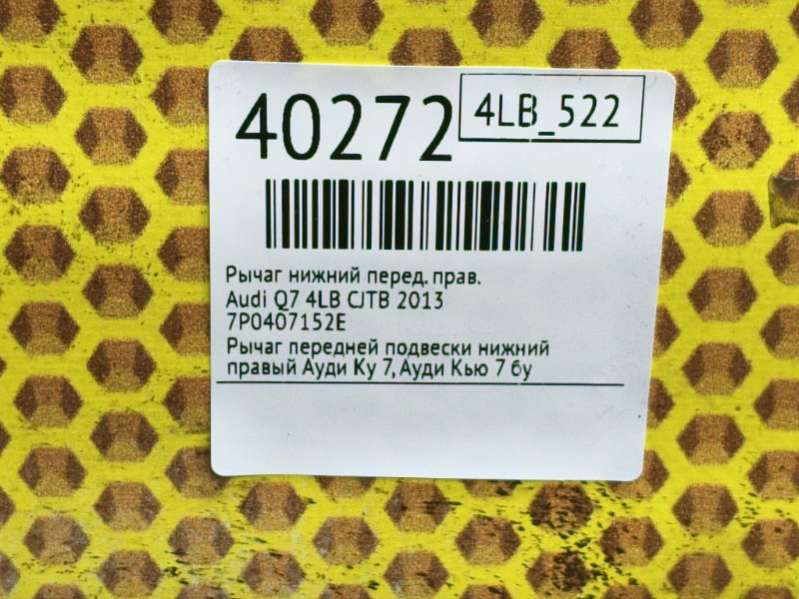 40272
4LB_522
Рычаг нижний перед. прав.
Audi Q7 4LB CJTB 2013
7P0407152E
Рычаг передней подвески нижний
правый Ауди Ку 7, Ауди Кью 7 бу